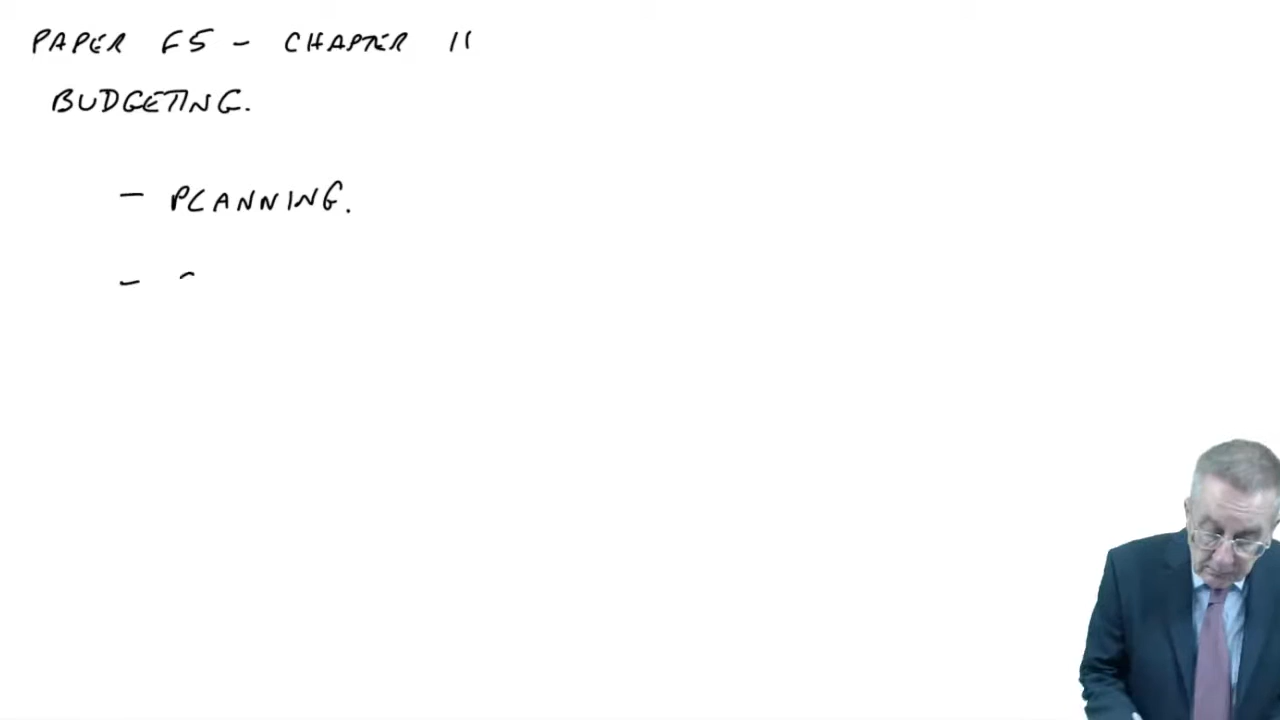 PAPER F5 - CHAPTER 11
BUDGETING.
- PLANNING.
-